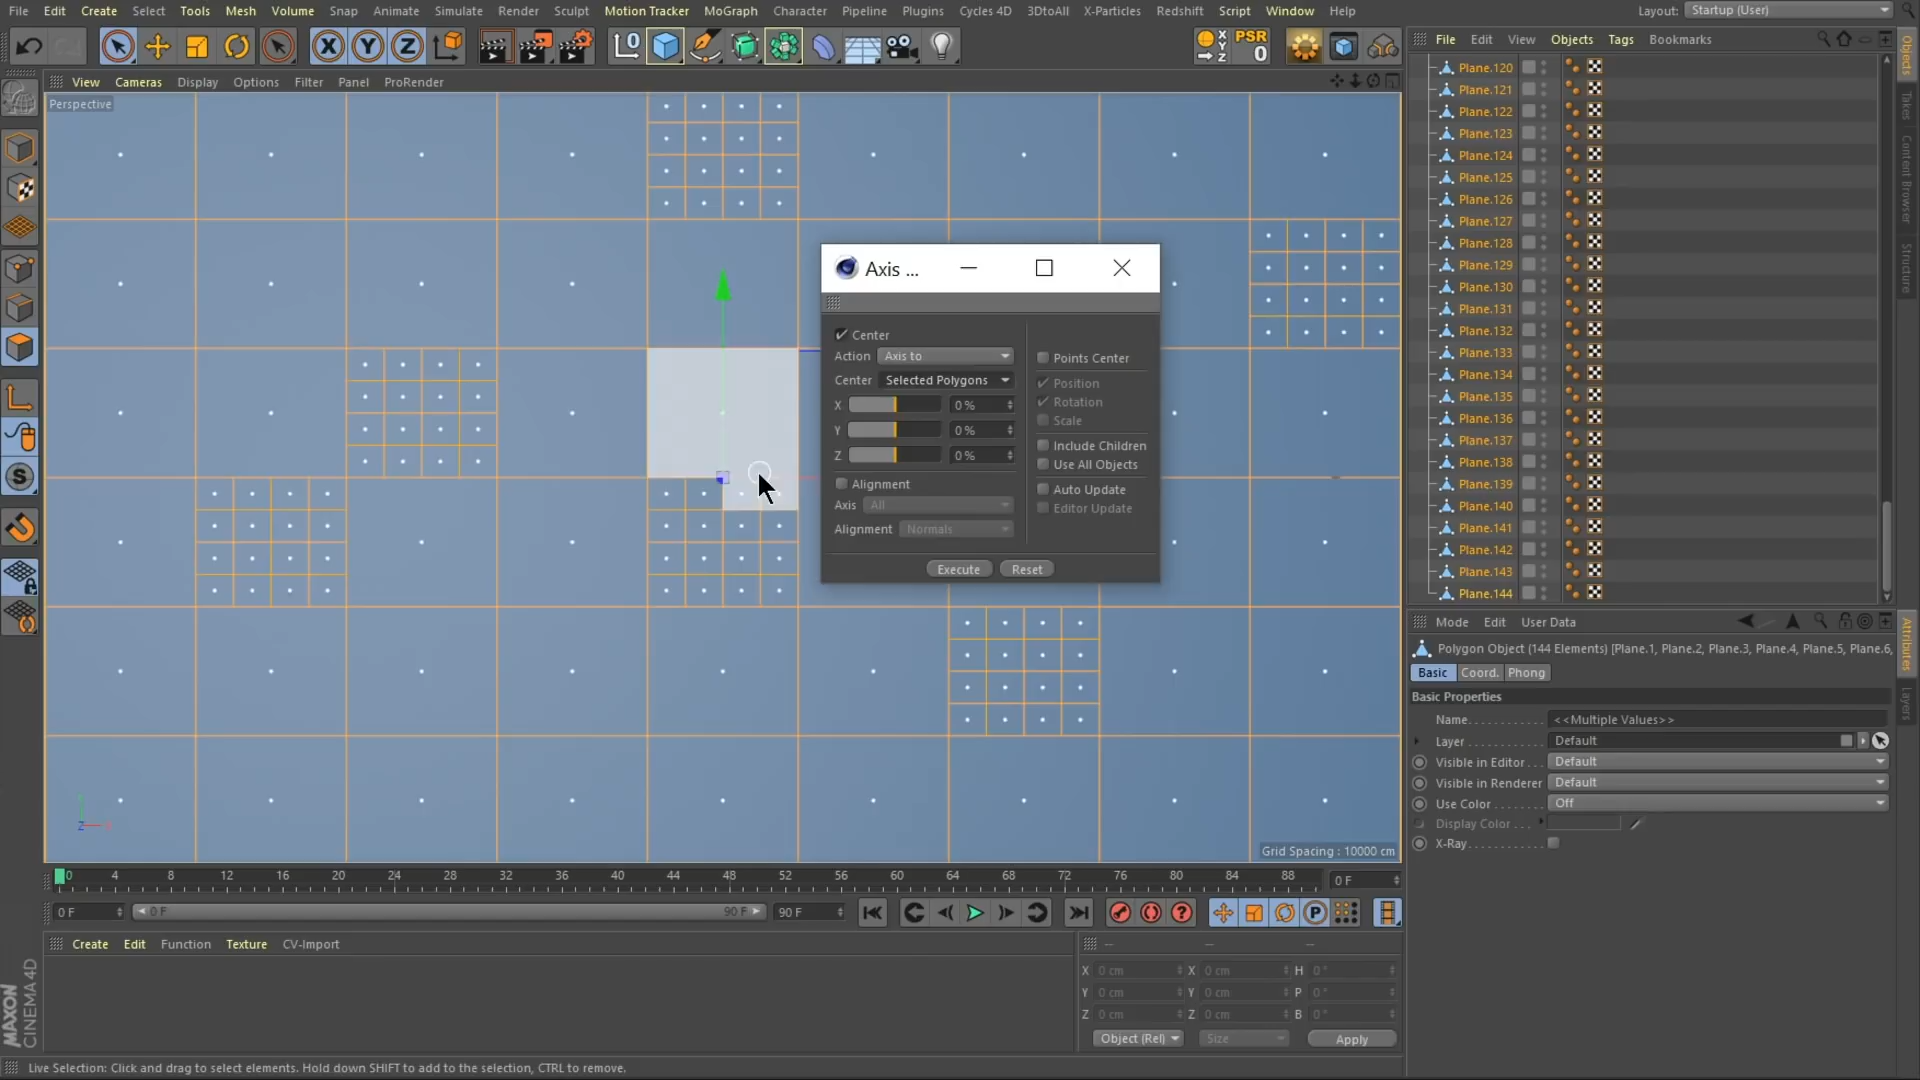 File Edit Create Select Tools Mesh Volume Snap Animate Simulate Render Sculpt Motion Tracker MoGraph Character Pipeline Plugins Cycles 4D 3DtoAll X-Particles Redshift Script Window Help
Layout: Startup (User)
X Y Z
PSR
0
File Edit View Objects Tags Bookmarks
View Cameras Display Options Filter Panel ProRender
Perspective
Plane.120
Plane.121
Plane.122
Plane.123
Plane.124
Plane.125
Plane.126
Plane.127
Plane.128
Plane.129
Plane.130
Plane.131
Plane.132
Plane.133
Plane.134
Plane.135
Plane.136
Plane.137
Plane.138
Plane.139
Plane.140
Plane.141
Plane.142
Plane.143
Plane.144
Objects
Takes
Content Browser
Structure
Axis ...
Center
Action Axis to
Center Selected Polygons
X 0 %
Y 0 %
Z 0 %
Alignment
Axis All
Alignment Normals
Points Center
Position
Rotation
Scale
Include Children
Use All Objects
Auto Update
Editor Update
Execute Reset
Mode Edit User Data
Polygon Object (144 Elements) [Plane.1, Plane.2, Plane.3, Plane.4, Plane.5, Plane.6,
Basic Coord. Phong
Basic Properties
Name <<Multiple Values>>
Layer Default
Visible in Editor Default
Visible in Renderer Default
Use Color Off
Display Color
X-Ray
Attributes
Layers
Y
Z
Grid Spacing : 10000 cm
0 4 8 12 16 20 24 28 32 36 40 44 48 52 56 60 64 68 72 76 80 84 88
0 F
0 F 0 F 90 F 90 F
Create Edit Function Texture CV-Import
-- -- --
X 0 cm X 0 cm H 0 °
Y 0 cm Y 0 cm P 0 °
Z 0 cm Z 0 cm B 0 °
Object (Rel) Size Apply
MAXON
CINEMA 4D
Live Selection: Click and drag to select elements. Hold down SHIFT to add to the selection, CTRL to remove.